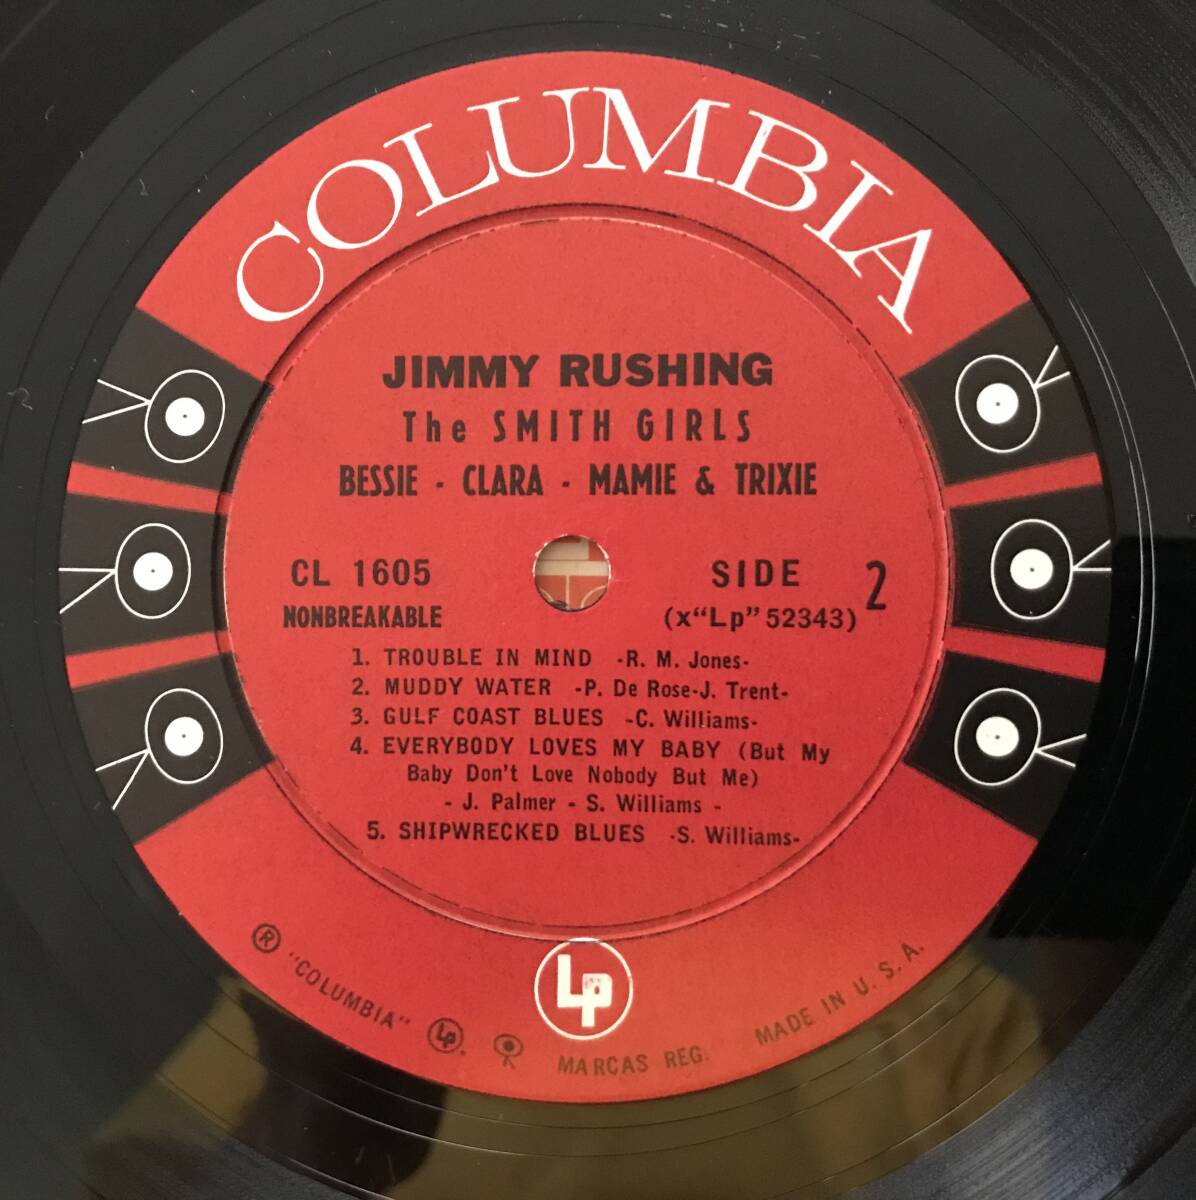 COLUMBIA
JIMMY RUSHING
The SMITH GIRLS
BESSIE - CLARA - MAMIE & TRIXIE
CL 1605
NONBREAKABLE
SIDE 2
(x"Lp" 52343)
1. TROUBLE IN MIND -R. M. Jones-
2. MUDDY WATER -P. De Rose-J. Trent-
3. GULF COAST BLUES -C. Williams-
4. EVERYBODY LOVES MY BABY (But My
Baby Don't Love Nobody But Me)
- J. Palmer - S. Williams -
5. SHIPWRECKED BLUES -S. Williams-
Lp
® "COLUMBIA" Lp. MARCAS REG. MADE IN U. S. A.